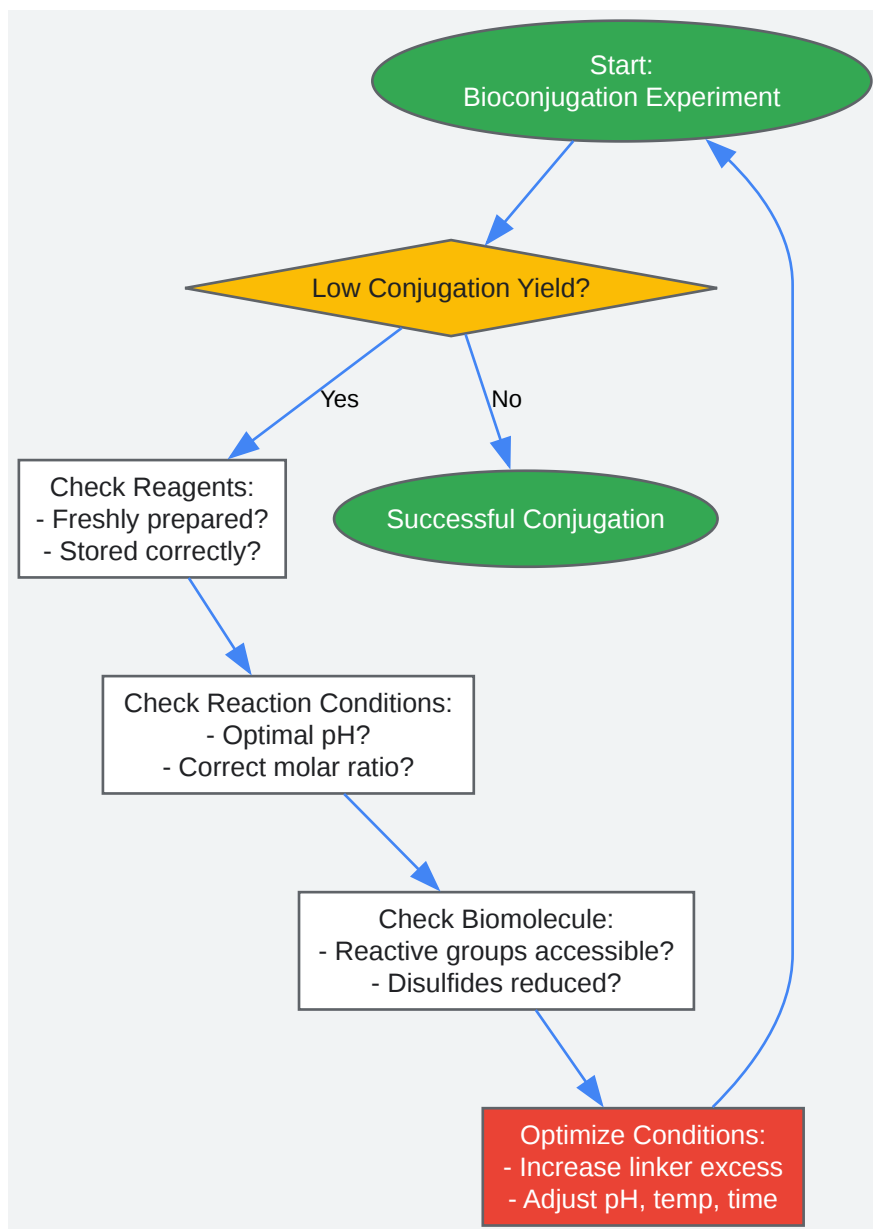 Start:
Bioconjugation Experiment
Low Conjugation Yield?
Yes
No
Check Reagents:
- Freshly prepared?
- Stored correctly?
Successful Conjugation
Check Reaction Conditions:
- Optimal pH?
- Correct molar ratio?
Check Biomolecule:
- Reactive groups accessible?
- Disulfides reduced?
Optimize Conditions:
- Increase linker excess
- Adjust pH, temp, time